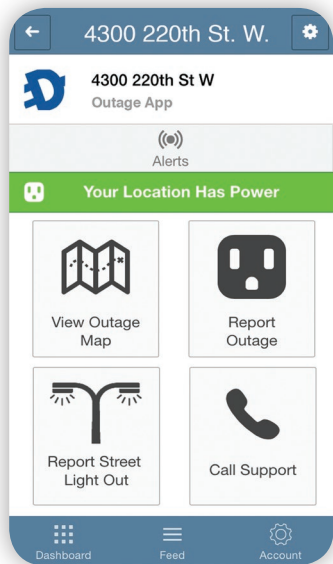 4300 220th St. W.
4300 220th St W
Outage App
Alerts
Your Location Has Power
View Outage
Map
Report
Outage
Report Street
Light Out
Call Support
Dashboard
Feed
Account